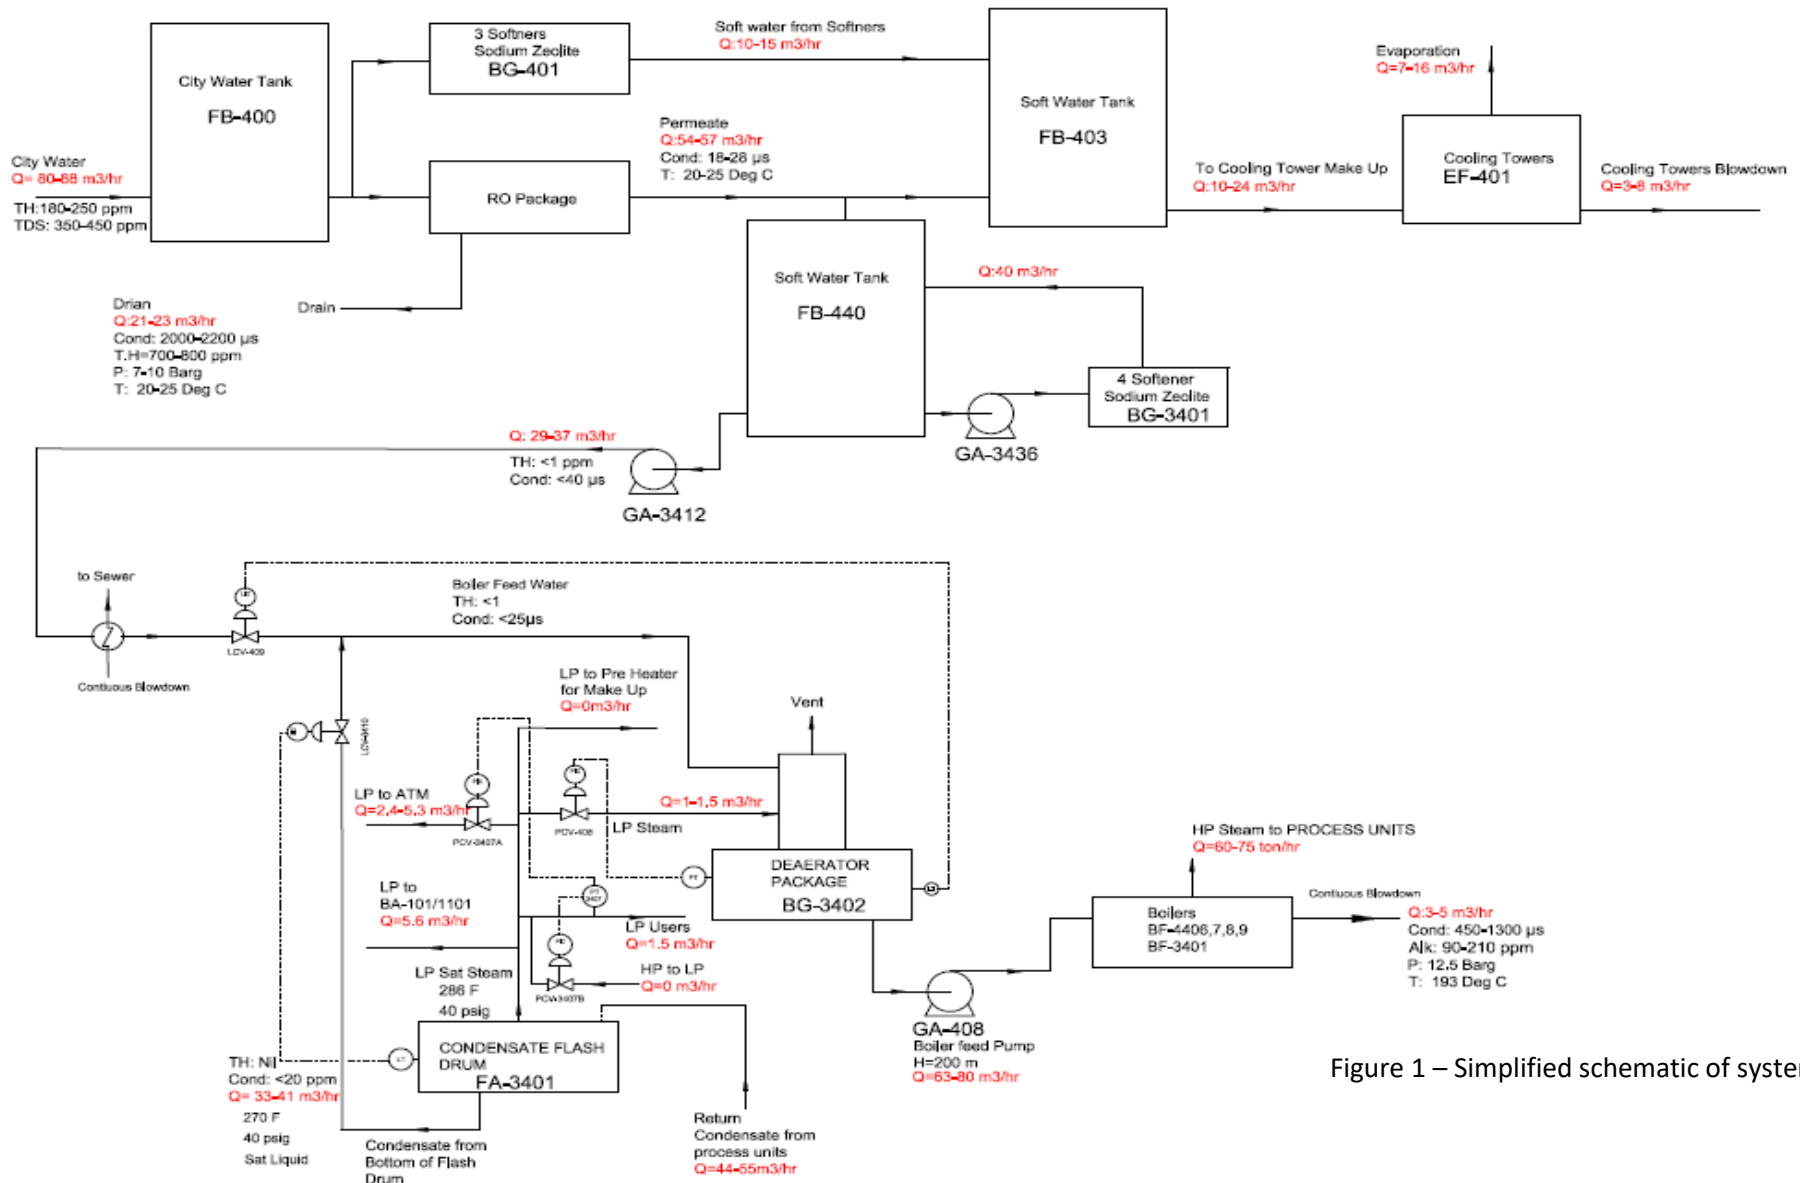 3 Softners
Sodium Zeolite
BG-401
Soft water from Softners
Q:10-15 m3/hr
City Water Tank
FB-400
Soft Water Tank
FB-403
Evaporation
Q=7-16 m3/hr
City Water
Q= 80-88 m3/hr
TH:180-250 ppm
TDS: 350-450 ppm
RO Package
Permeate
Q:54-57 m3/hr
Cond: 18-28 µs
T: 20-25 Deg C
To Cooling Tower Make Up
Q:10-24 m3/hr
Cooling Towers
EF-401
Cooling Towers Blowdown
Q=3-8 m3/hr
Drian
Q:21-23 m3/hr
Cond: 2000-2200 µs
T.H=700-800 ppm
P: 7-10 Barg
T: 20-25 Deg C
Drain
Soft Water Tank
FB-440
Q:40 m3/hr
4 Softener
Sodium Zeolite
BG-3401
GA-3436
Q: 29-37 m3/hr
TH: <1 ppm
Cond: <40 µs
GA-3412
to Sewer
Contiuous Blowdown
LCV-409
Boiler Feed Water
TH: <1
Cond: <25µs
LCV-3410
LP to Pre Heater
for Make Up
Q=0m3/hr
Vent
LP to ATM
Q=2,4-5,3 m3/hr
PCV-3407A
PCV-408
LP Steam
Q=1-1,5 m3/hr
PT
DEAERATOR
PACKAGE
BG-3402
LP to
BA-101/1101
Q=5.6 m3/hr
PT
3407
LP Users
Q=1.5 m3/hr
HP to LP
Q=0 m3/hr
PCV-3407B
LP Sat Steam
286 F
40 psig
HP Steam to PROCESS UNITS
Q=60-75 ton/hr
Boilers
BF-4406,7,8,9
BF-3401
Contiuous Blowdown
Q:3-5 m3/hr
Cond: 450-1300 µs
Alk: 90-210 ppm
P: 12.5 Barg
T: 193 Deg C
GA-408
Boiler feed Pump
H=200 m
Q=63-80 m3/hr
LT
CONDENSATE FLASH
DRUM
FA-3401
TH: Nil
Cond: <20 ppm
Q= 33-41 m3/hr
270 F
40 psig
Sat Liquid
Condensate from
Bottom of Flash
Drum
Return
Condensate from
process units
Q=44-55m3/hr
Figure 1 – Simplified schematic of syste